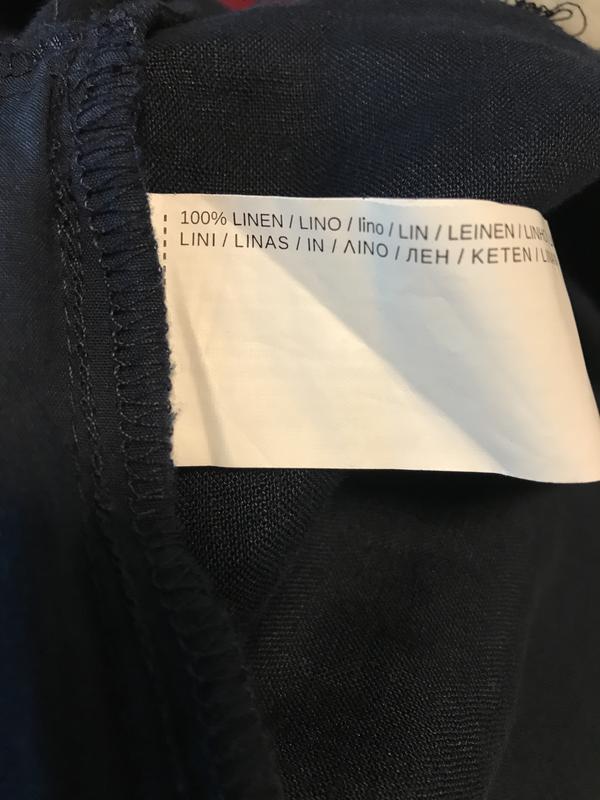 100% LINEN / LINO / lino / LIN / LEINEN /
LINI / LINAS / IN / ΛΙΝΟ / ЛЕН / KETEN /